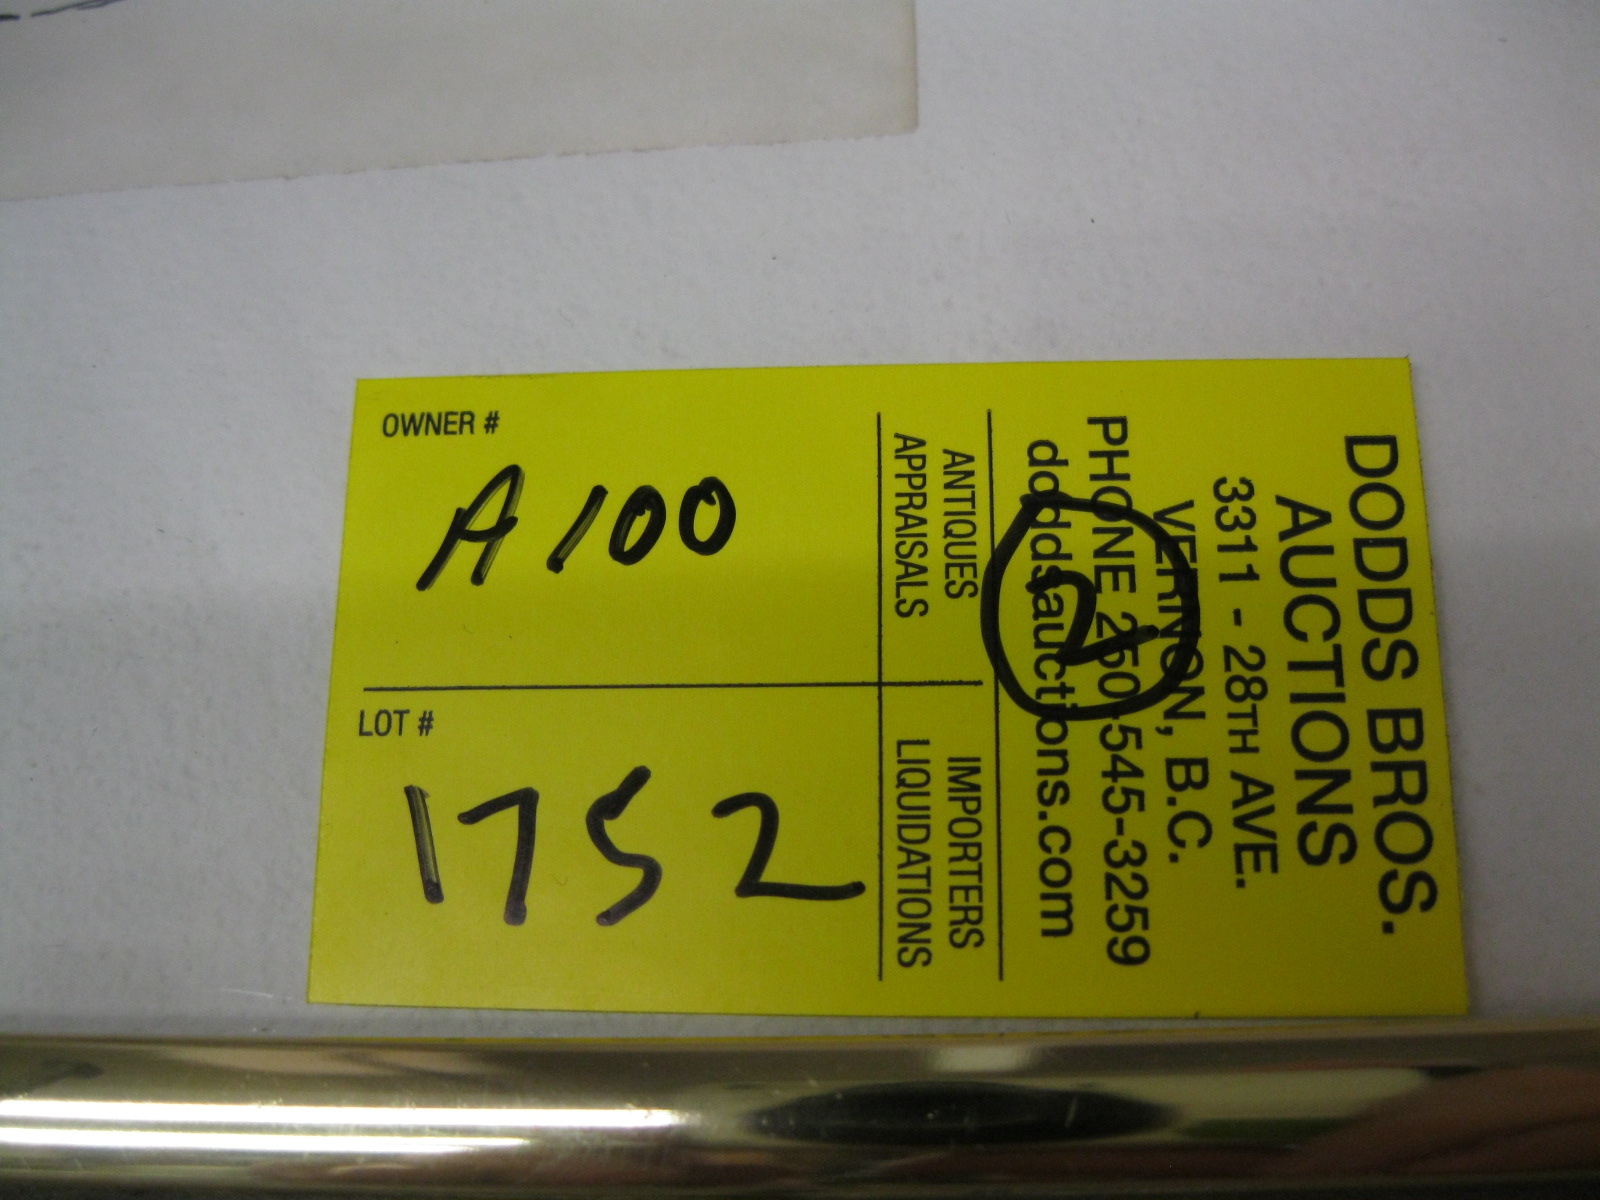 OWNER #
A100
LOT #
1752
DODDS BROS.
AUCTIONS
3311 - 28TH AVE.
VERNON, B.C.
PHONE 250-545-3259
doddsauctions.com
2
ANTIQUES
APPRAISALS
IMPORTERS
LIQUIDATIONS